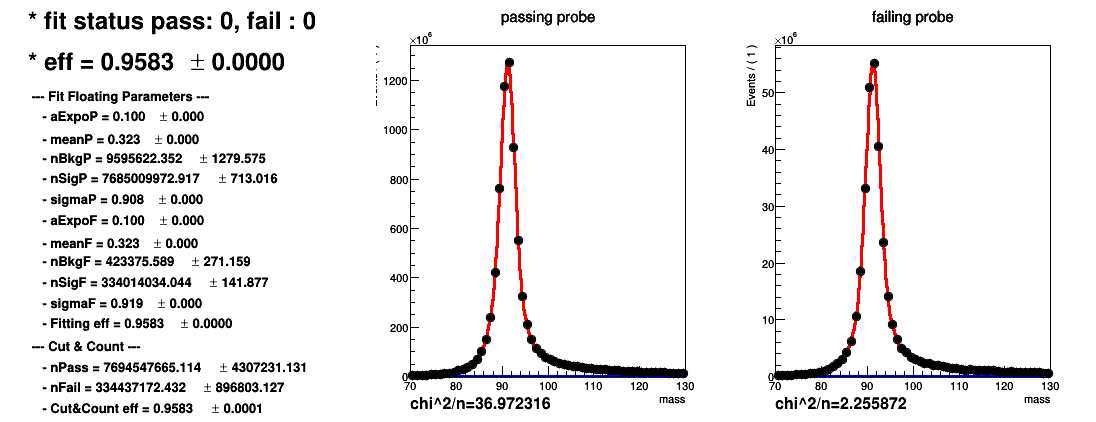 * fit status pass: 0, fail : 0
* eff = 0.9583 ± 0.0000
--- Fit Floating Parameters ---
- aExpoP = 0.100 ± 0.000
- meanP = 0.323 ± 0.000
- nBkgP = 9595622.352 ± 1279.575
- nSigP = 7685009972.917 ± 713.016
- sigmaP = 0.908 ± 0.000
- aExpoF = 0.100 ± 0.000
- meanF = 0.323 ± 0.000
- nBkgF = 423375.589 ± 271.159
- nSigF = 334014034.044 ± 141.877
- sigmaF = 0.919 ± 0.000
- Fitting eff = 0.9583 ± 0.0000
--- Cut & Count ---
- nPass = 7694547665.114 ± 4307231.131
- nFail = 334437172.432 ± 896803.127
- Cut&Count eff = 0.9583 ± 0.0001
passing probe
×10⁶
1200
1000
800
600
400
200
0
70 80 90 100 110 120 130
mass
chi^2/n=36.972316
failing probe
×10⁶
Events / ( 1 )
50
40
30
20
10
0
70 80 90 100 110 120 130
mass
chi^2/n=2.255872